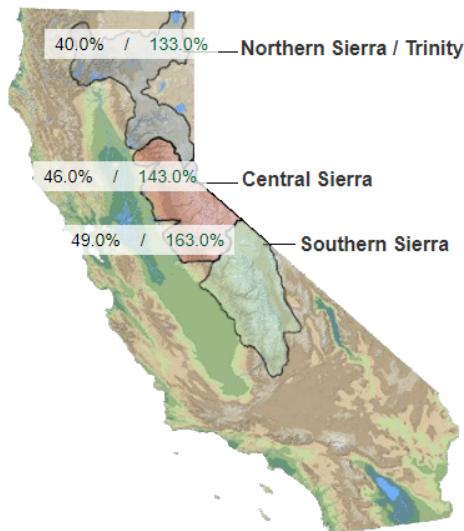 40.0% / 133.0% Northern Sierra / Trinity
46.0% / 143.0% Central Sierra
49.0% / 163.0% Southern Sierra